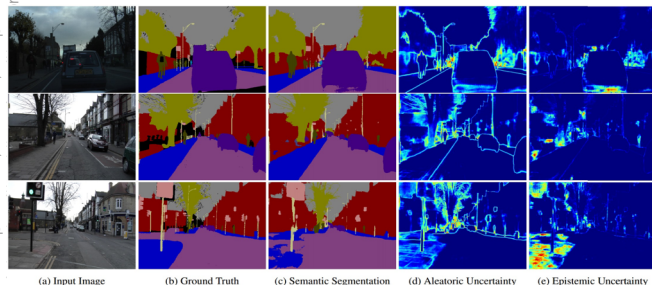 (a) Input Image (b) Ground Truth (c) Semantic Segmentation (d) Aleatoric Uncertainty (e) Epistemic Uncertainty